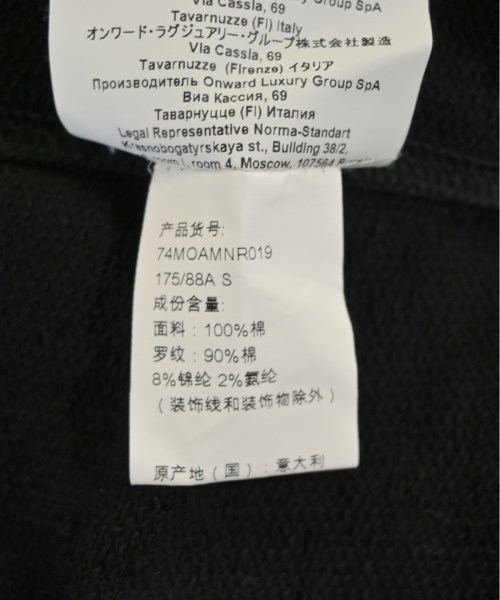 Via Cassia, 69
Group SpA
Tavarnuzze (FI) Italy
オンワード・ラグジュアリー・グループ株式会社製造
Via Cassia, 69
Tavarnuzze (Firenze) イタリア
Производитель Onward Luxury Group SpA
Виа Кассия, 69
Таварнуцце (FI) Италия
Legal Representative Norma-Standart
Krasnobogatyrskaya st., Building 38/2,
room 4, Moscow, 107564
产品货号:
74MOAMNR019
175/88A S
成份含量:
面料：100%棉
罗纹：90%棉
8%锦纶 2%氨纶
（装饰线和装饰物除外）
原产地（国）：意大利